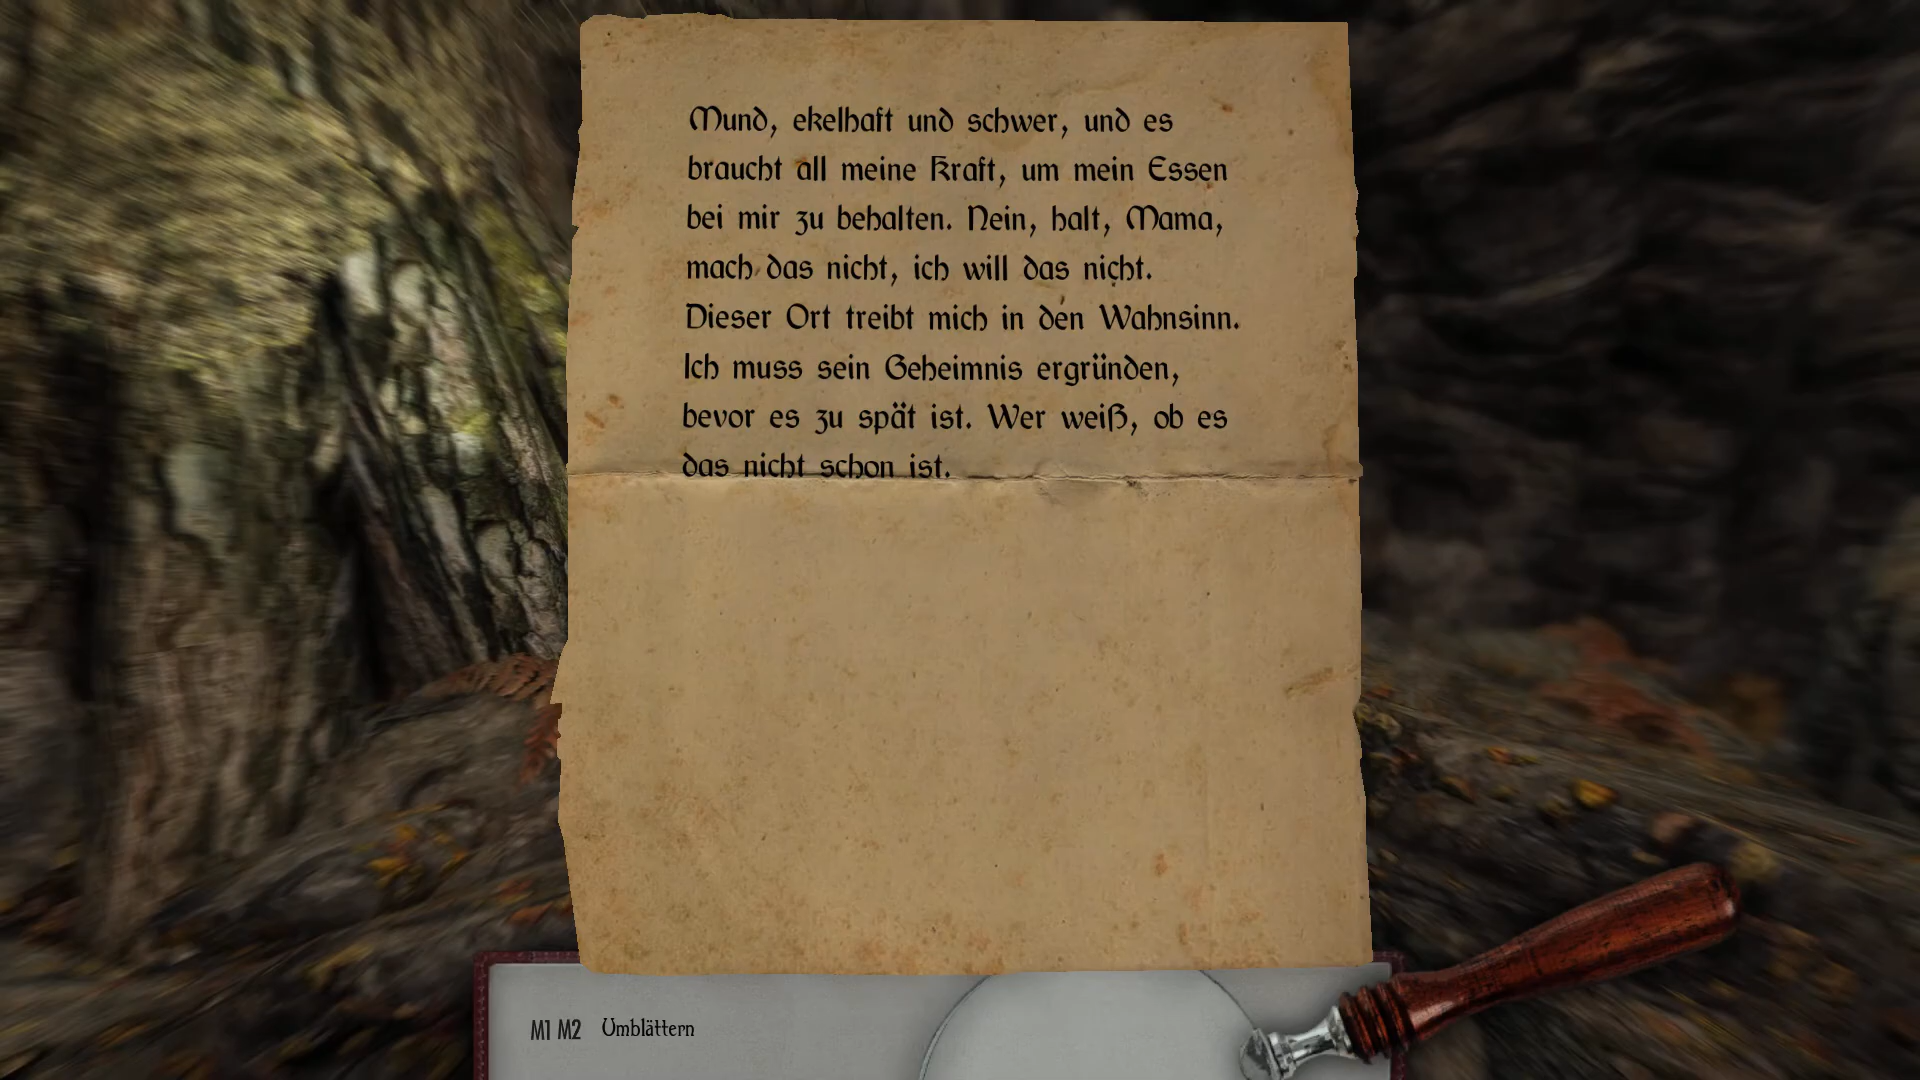 Mund, ekelhaft und schwer, und es
braucht all meine Kraft, um mein Essen
bei mir zu behalten. Nein, halt, Mama,
mach das nicht, ich will das nicht.
Dieser Ort treibt mich in den Wahnsinn.
Ich muss sein Geheimnis ergründen,
bevor es zu spät ist. Wer weiß, ob es
das nicht schon ist.
M1 M2 Umblättern